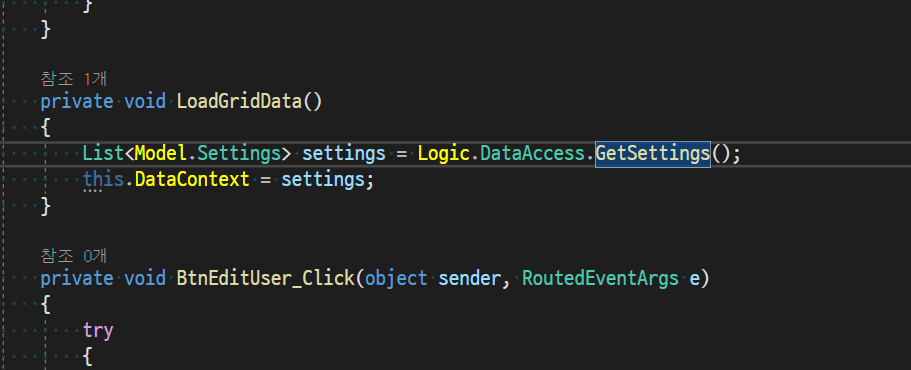 }
}
참조 1개
private void LoadGridData()
{
List<Model.Settings> settings = Logic.DataAccess.GetSettings();
this.DataContext = settings;
}
참조 0개
private void BtnEditUser_Click(object sender, RoutedEventArgs e)
{
try
{